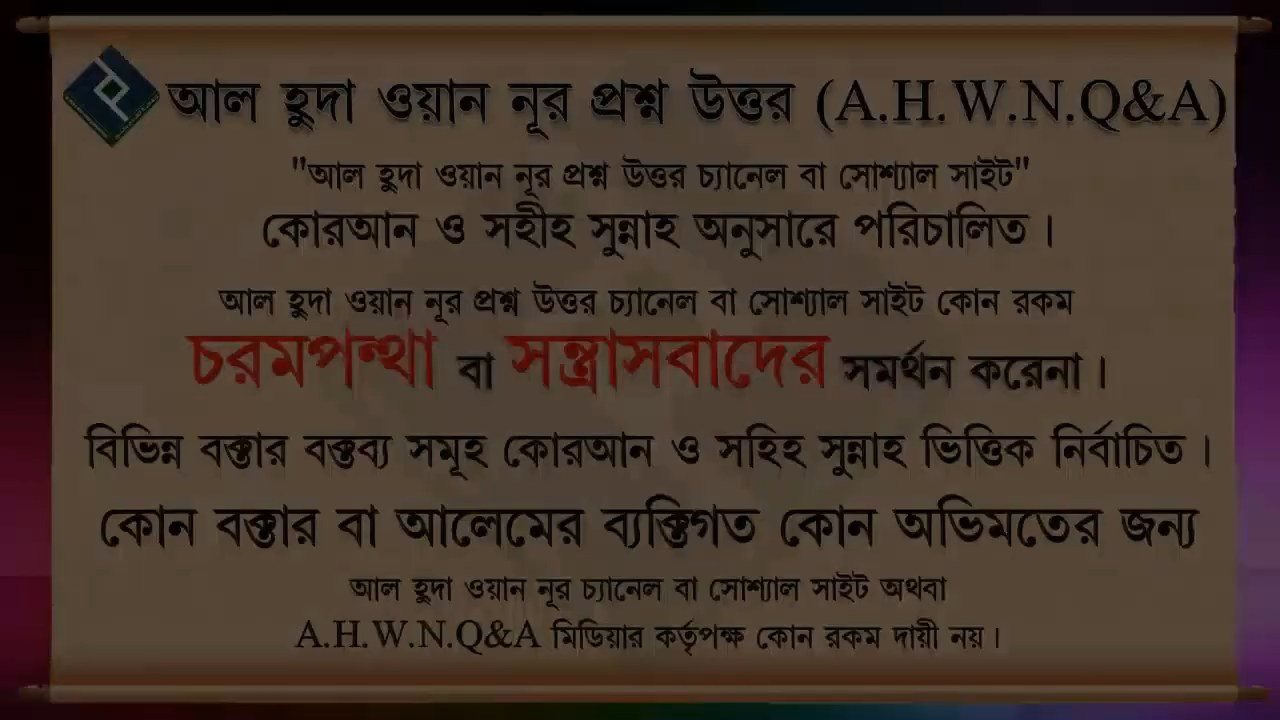 আল হুদা ওয়ান নূর প্রশ্ন উত্তর (A.H.W.N.Q&A)
"আল হুদা ওয়ান নূর প্রশ্ন উত্তর চ্যানেল বা সোশ্যাল সাইট"
কোরআন ও সহীহ সুন্নাহ অনুসারে পরিচালিত ।
আল হুদা ওয়ান নূর প্রশ্ন উত্তর চ্যানেল বা সোশ্যাল সাইট কোন রকম
চরমপন্থা বা সন্ত্রাসবাদের সমর্থন করেনা ।
বিভিন্ন বক্তার বক্তব্য সমূহ কোরআন ও সহিহ সুন্নাহ ভিত্তিক নির্বাচিত ।
কোন বক্তার বা আলেমের ব্যক্তিগত কোন অভিমতের জন্য
আল হুদা ওয়ান নূর চ্যানেল বা সোশ্যাল সাইট অথবা
A.H.W.N.Q&A মিডিয়ার কর্তৃপক্ষ কোন রকম দায়ী নয় ।